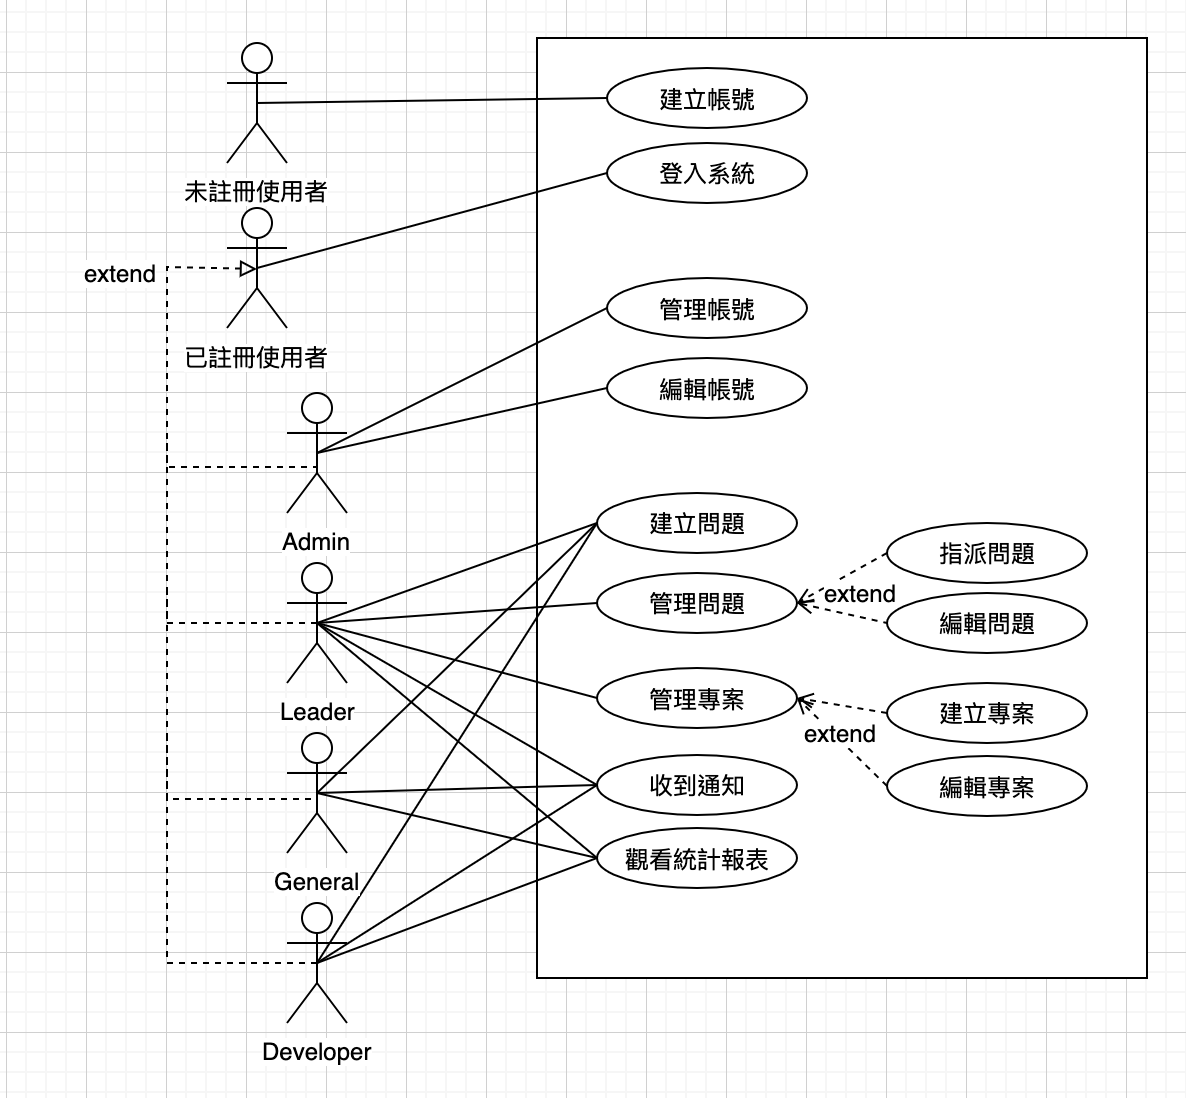 建立帳號
未註冊使用者
登入系統
extend
已註冊使用者
管理帳號
編輯帳號
Admin
建立問題
指派問題
管理問題
extend
編輯問題
Leader
管理專案
建立專案
extend
收到通知
編輯專案
General
觀看統計報表
Developer